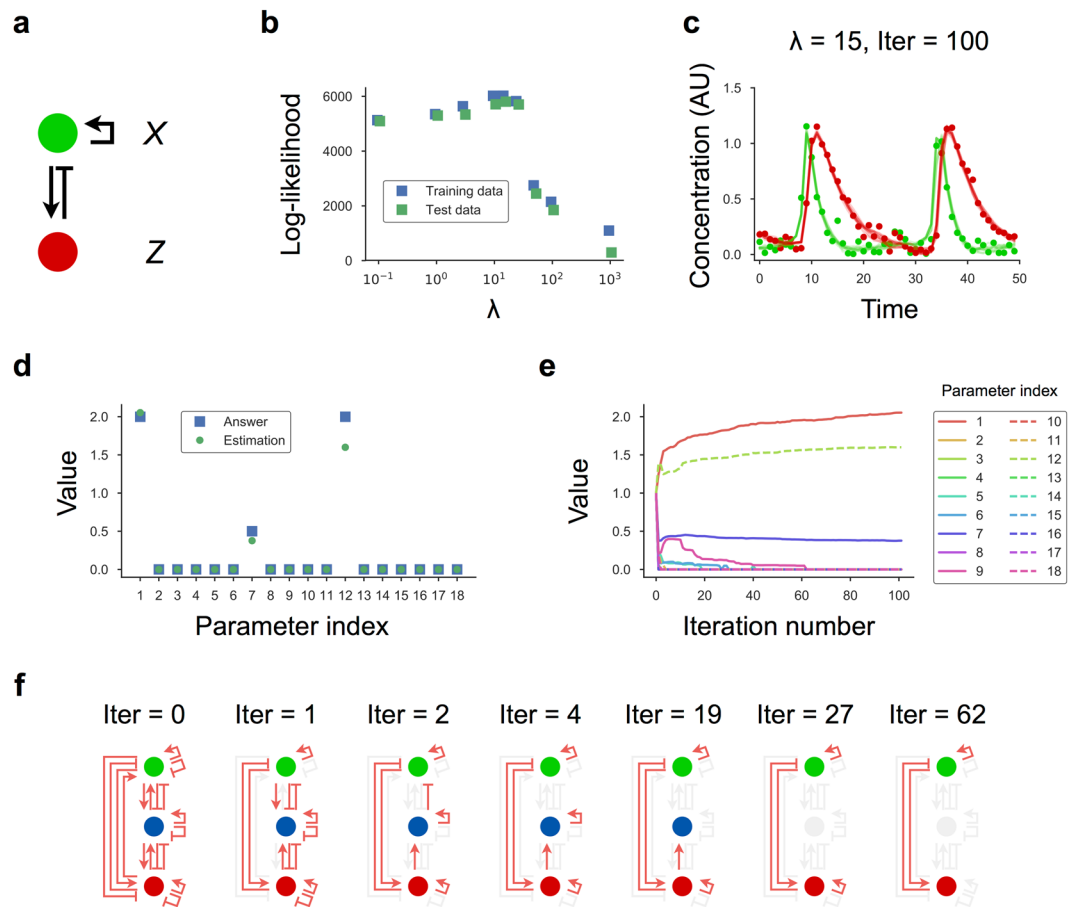 a
X
Z
b
Log-likelihood
6000
4000
2000
0
Training data
Test data
10⁻¹
10⁰
10¹
10²
10³
λ
c
λ = 15, Iter = 100
Concentration (AU)
1.5
1.0
0.5
0.0
0
10
20
30
40
50
Time
d
Value
2.0
1.5
1.0
0.5
0.0
Answer
Estimation
1
2
3
4
5
6
7
8
9
10
11
12
13
14
15
16
17
18
Parameter index
e
Value
2.0
1.5
1.0
0.5
0.0
0
20
40
60
80
100
Iteration number
Parameter index
1
2
3
4
5
6
7
8
9
10
11
12
13
14
15
16
17
18
f
Iter = 0
Iter = 1
Iter = 2
Iter = 4
Iter = 19
Iter = 27
Iter = 62